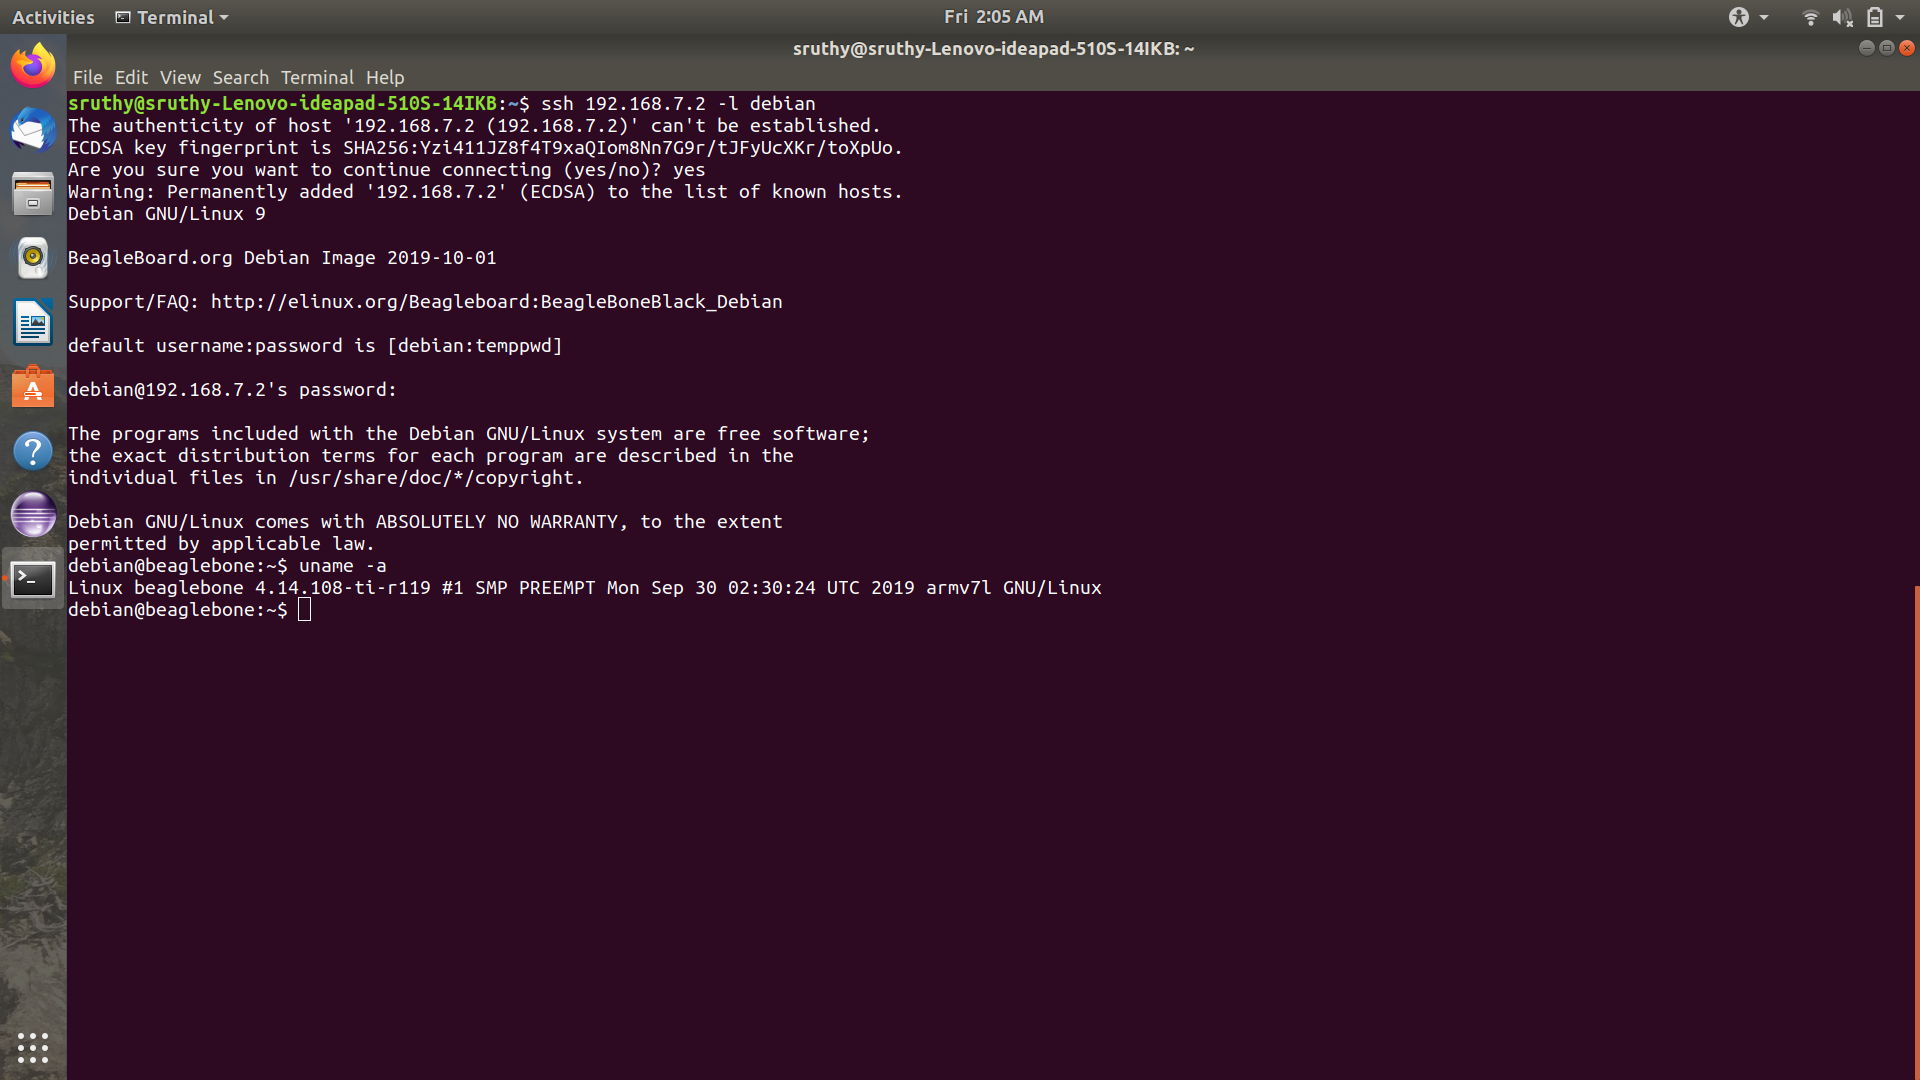 Activities Terminal Fri 2:05 AM
sruthy@sruthy-Lenovo-ideapad-510S-14IKB: ~
File Edit View Search Terminal Help
sruthy@sruthy-Lenovo-ideapad-510S-14IKB:~$ ssh 192.168.7.2 -l debian
The authenticity of host '192.168.7.2 (192.168.7.2)' can't be established.
ECDSA key fingerprint is SHA256:Yzi411JZ8f4T9xaQIom8Nn7G9r/tJFyUcXKr/toXpUo.
Are you sure you want to continue connecting (yes/no)? yes
Warning: Permanently added '192.168.7.2' (ECDSA) to the list of known hosts.
Debian GNU/Linux 9
BeagleBoard.org Debian Image 2019-10-01
Support/FAQ: http://elinux.org/Beagleboard:BeagleBoneBlack_Debian
default username:password is [debian:temppwd]
debian@192.168.7.2's password:
The programs included with the Debian GNU/Linux system are free software;
the exact distribution terms for each program are described in the
individual files in /usr/share/doc/*/copyright.
Debian GNU/Linux comes with ABSOLUTELY NO WARRANTY, to the extent
permitted by applicable law.
debian@beaglebone:~$ uname -a
Linux beaglebone 4.14.108-ti-r119 #1 SMP PREEMPT Mon Sep 30 02:30:24 UTC 2019 armv7l GNU/Linux
debian@beaglebone:~$